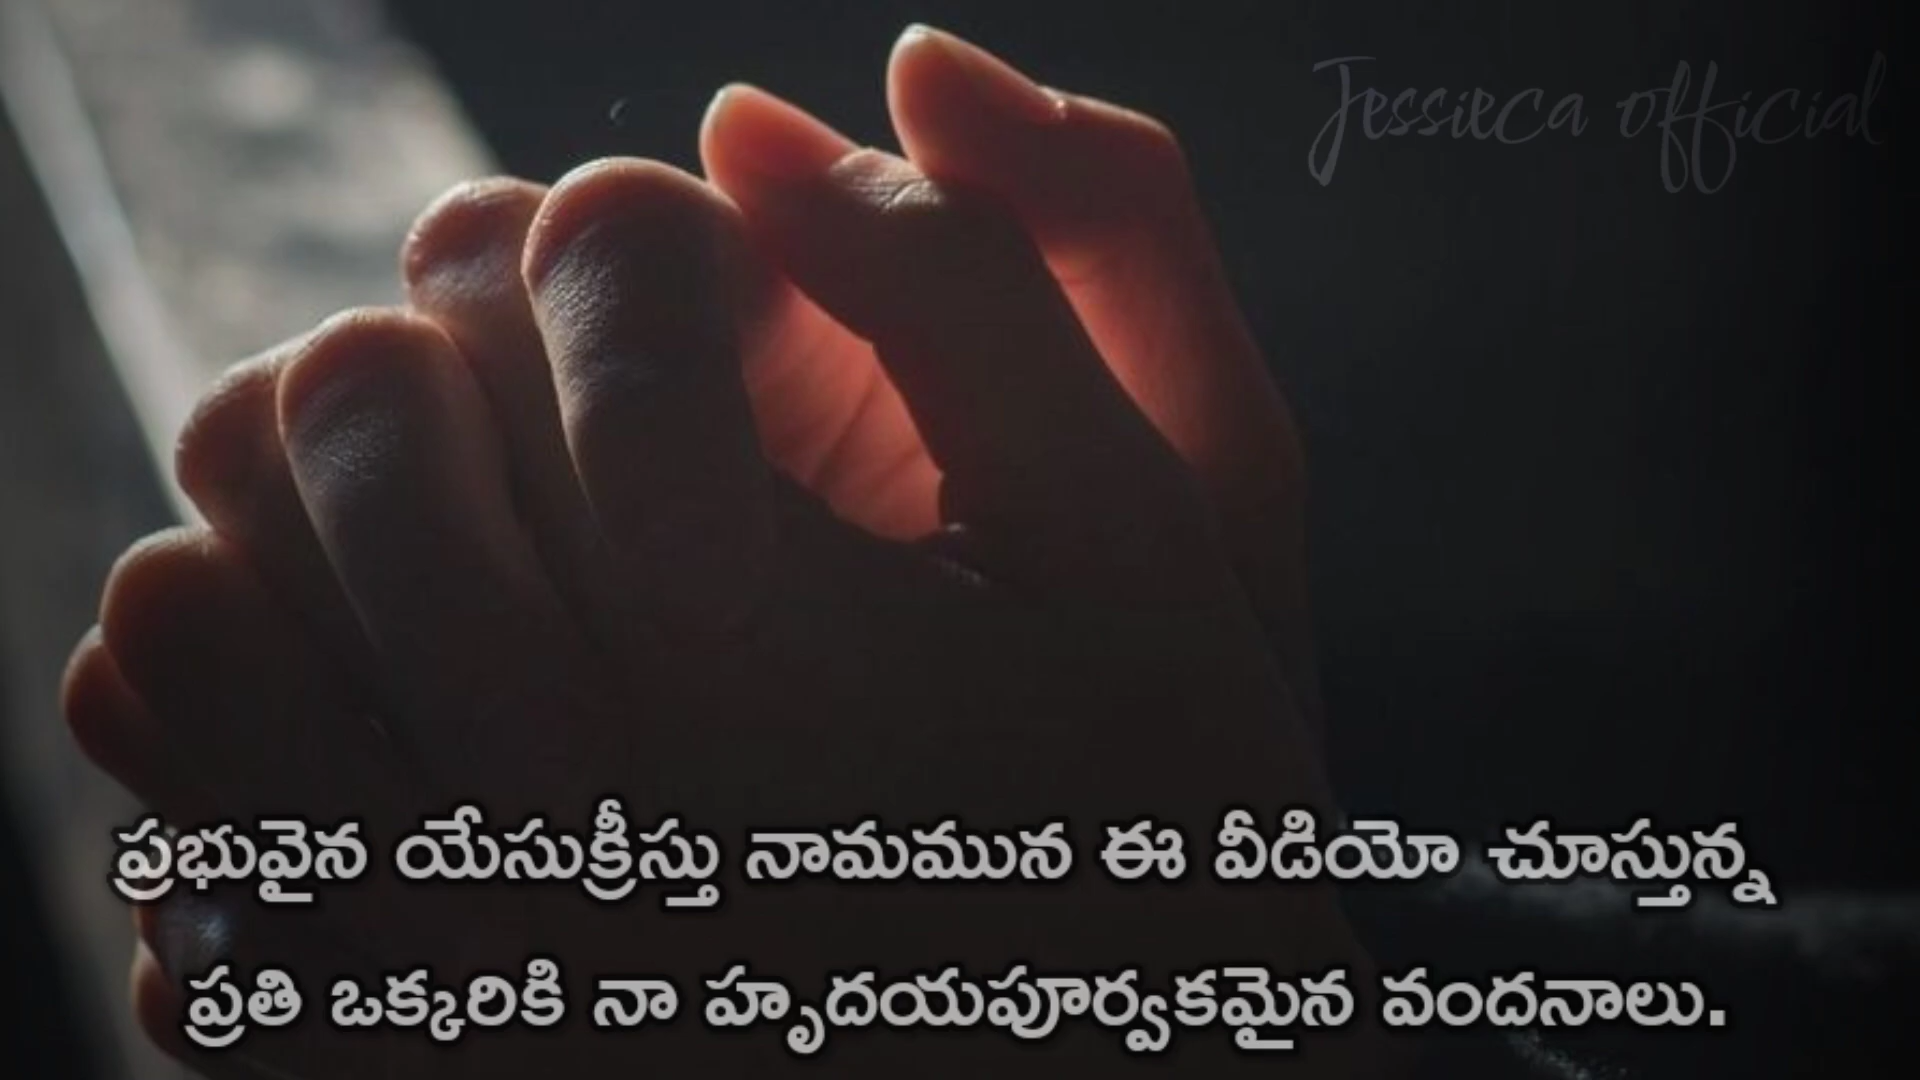 Jessieca official
ప్రభువైన యేసుక్రీస్తు నామమున ఈ వీడియో చూస్తున్న
ప్రతి ఒక్కరికి నా హృదయపూర్వకమైన వందనాలు.